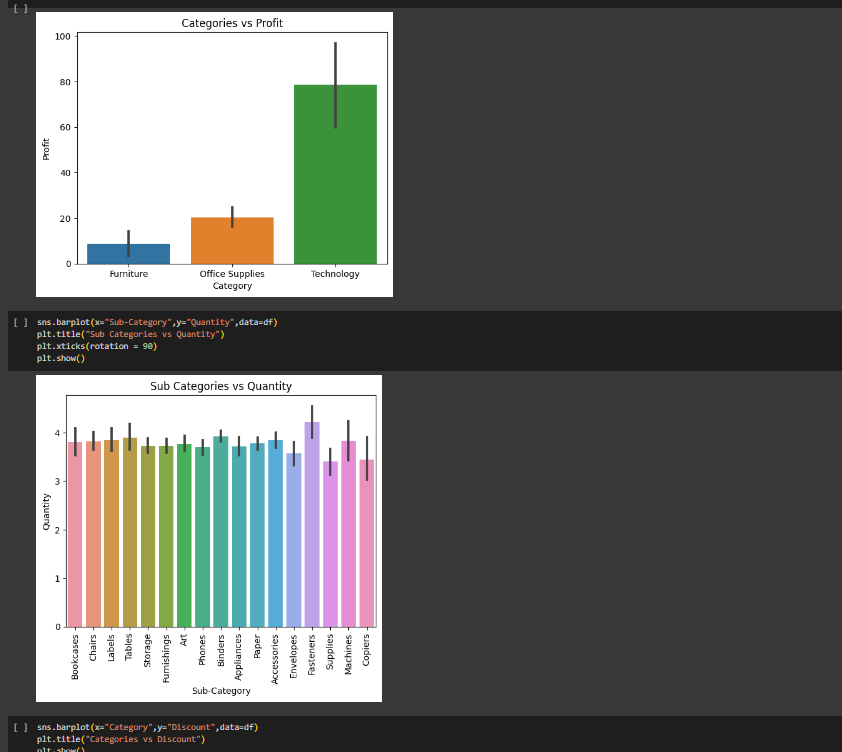 [ ]
Categories vs Profit
100
80
60
40
20
0
Profit
Furniture Office Supplies Technology
Category
[ ] sns.barplot(x="Sub-Category",y="Quantity",data=df)
plt.title("Sub Categories vs Quantity")
plt.xticks(rotation = 90)
plt.show()
Sub Categories vs Quantity
4
3
2
1
0
Quantity
Bookcases Chairs Labels Tables Storage Furnishings Art Phones Binders Appliances Paper Accessories Envelopes Fasteners Supplies Machines Copiers
Sub-Category
[ ] sns.barplot(x="Category",y="Discount",data=df)
plt.title("Categories vs Discount")
plt.show()